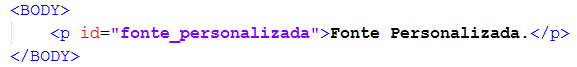 <BODY>
<p id="fonte_personalizada">Fonte Personalizada.</p>
</BODY>